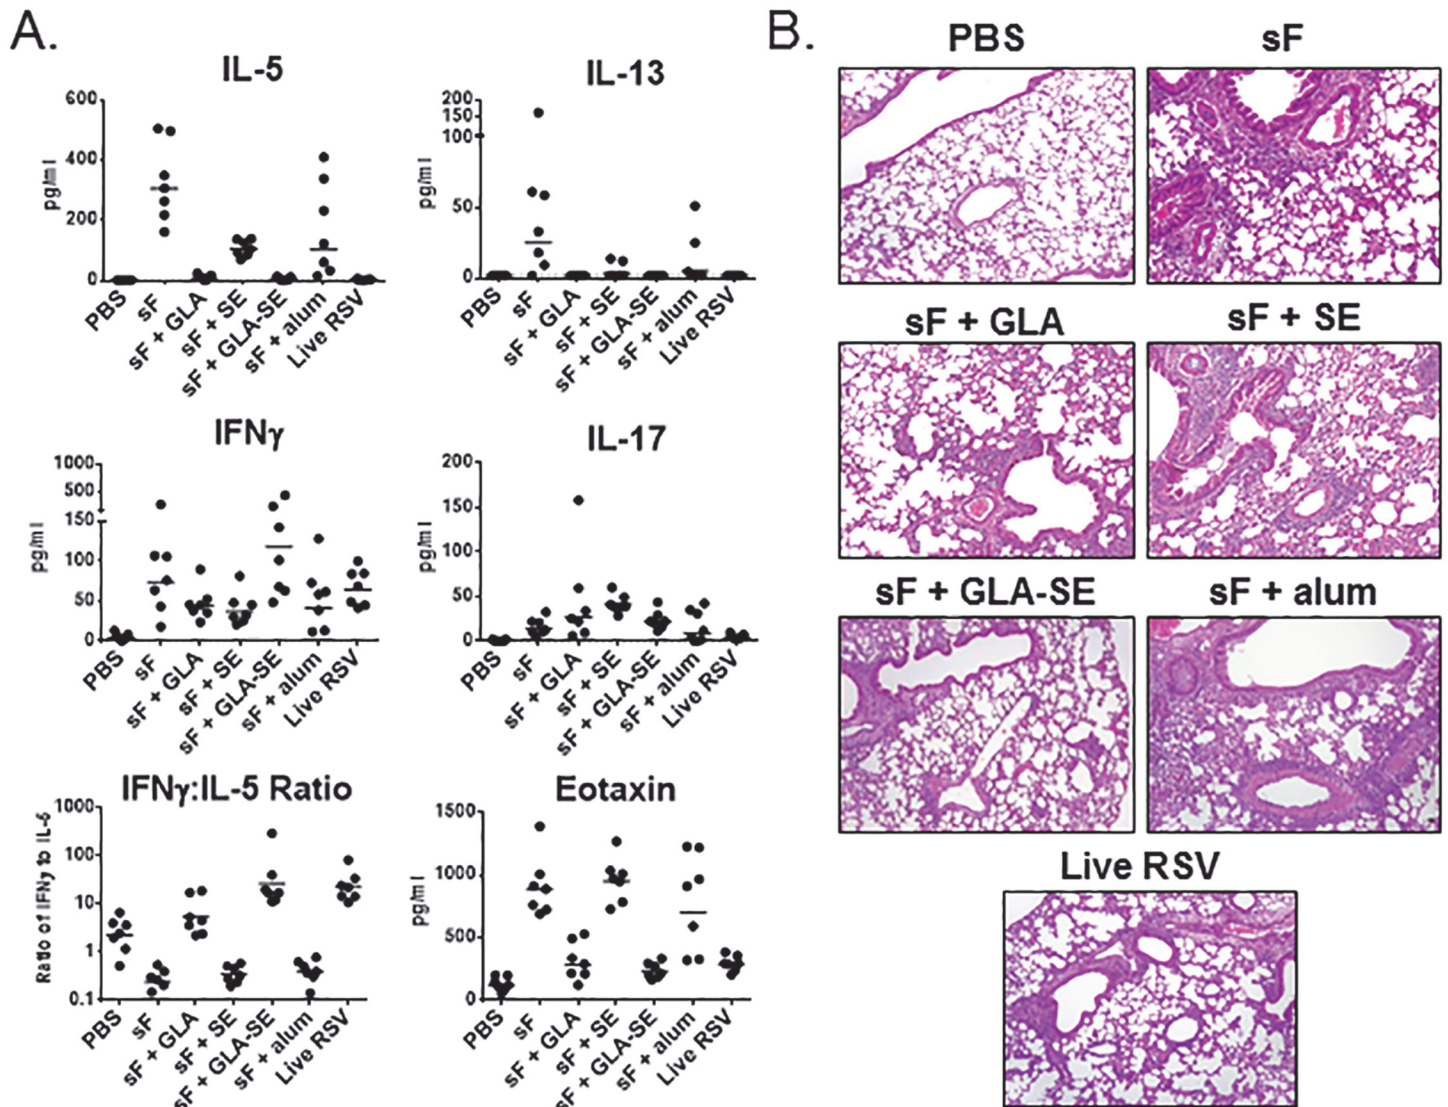 A.
IL-5
600
400
200
0
pg/ml
PBS
sF
sF + GLA
sF + SE
sF + GLA-SE
sF + alum
Live RSV
IL-13
200
150
100
50
0
pg/ml
PBS
sF
sF + GLA
sF + SE
sF + GLA-SE
sF + alum
Live RSV
IFNγ
1000
500
150
100
50
0
pg/ml
PBS
sF
sF + GLA
sF + SE
sF + GLA-SE
sF + alum
Live RSV
IL-17
200
150
100
50
0
pg/ml
PBS
sF
sF + GLA
sF + SE
sF + GLA-SE
sF + alum
Live RSV
IFNγ:IL-5 Ratio
1000
100
10
1
0.1
Ratio of IFNγ to IL-5
PBS
sF
sF + GLA
sF + SE
sF + GLA-SE
sF + alum
Live RSV
Eotaxin
1500
1000
500
0
pg/ml
PBS
sF
sF + GLA
sF + SE
sF + GLA-SE
sF + alum
Live RSV
B.
PBS
sF
sF + GLA
sF + SE
sF + GLA-SE
sF + alum
Live RSV